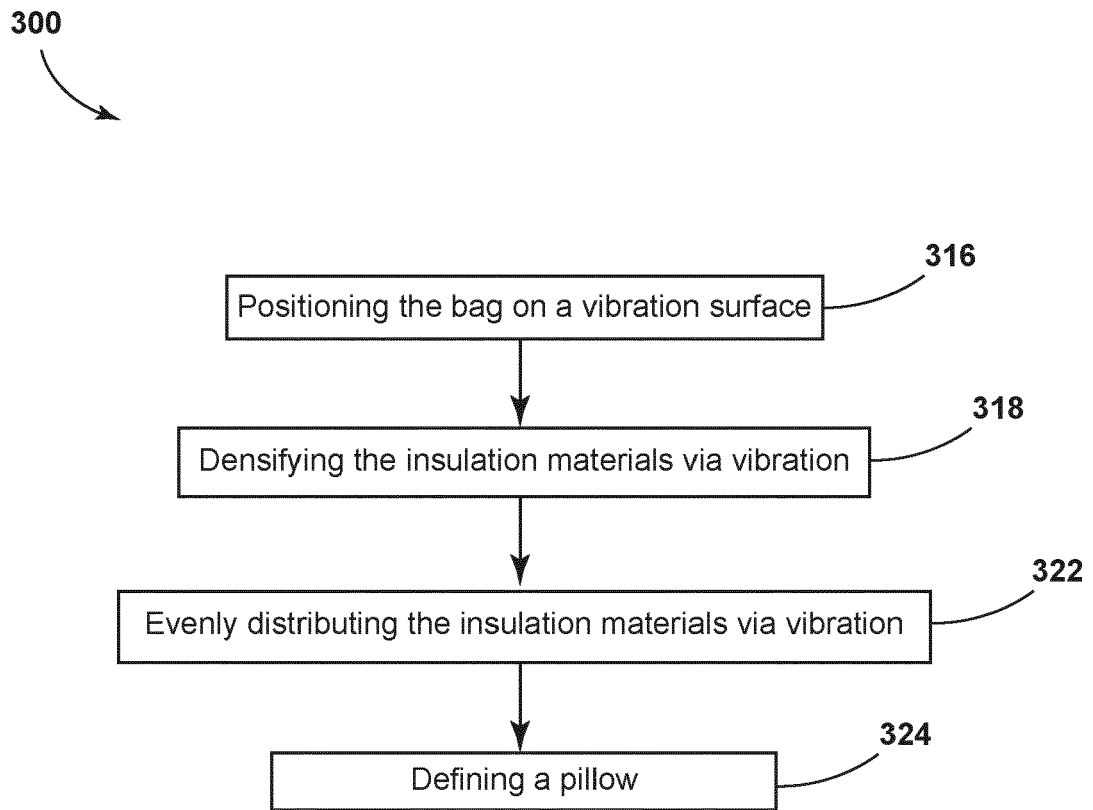 300
316
Positioning the bag on a vibration surface
318
Densifying the insulation materials via vibration
322
Evenly distributing the insulation materials via vibration
324
Defining a pillow